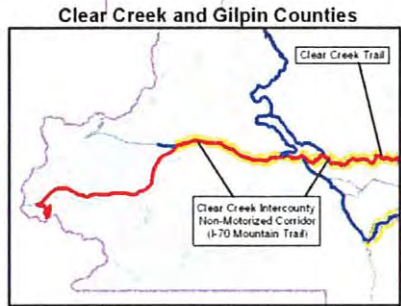 Clear Creek and Gilpin Counties
Clear Creek Trail
Clear Creek Intercounty
Non-Motorized Corridor
(I-70 Mountain Trail)